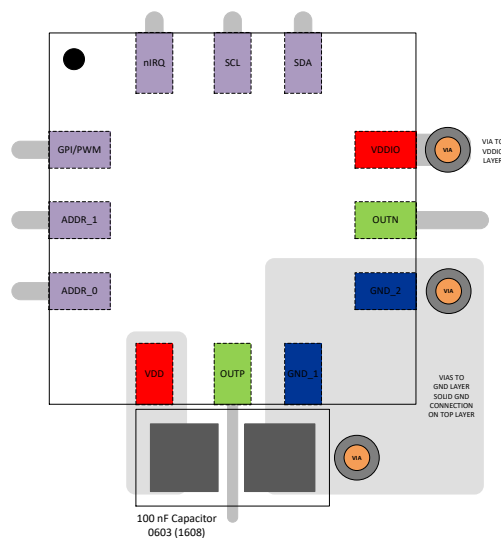 nIRQ
SCL
SDA
GPI/PWM
VDDIO
VIA
VIA TO
VDDIO
LAYER
ADDR_1
OUTN
ADDR_0
GND_2
VIA
VDD
OUTP
GND_1
VIAS TO
GND LAYER
SOLID GND
CONNECTION
ON TOP LAYER
VIA
100 nF Capacitor
0603 (1608)